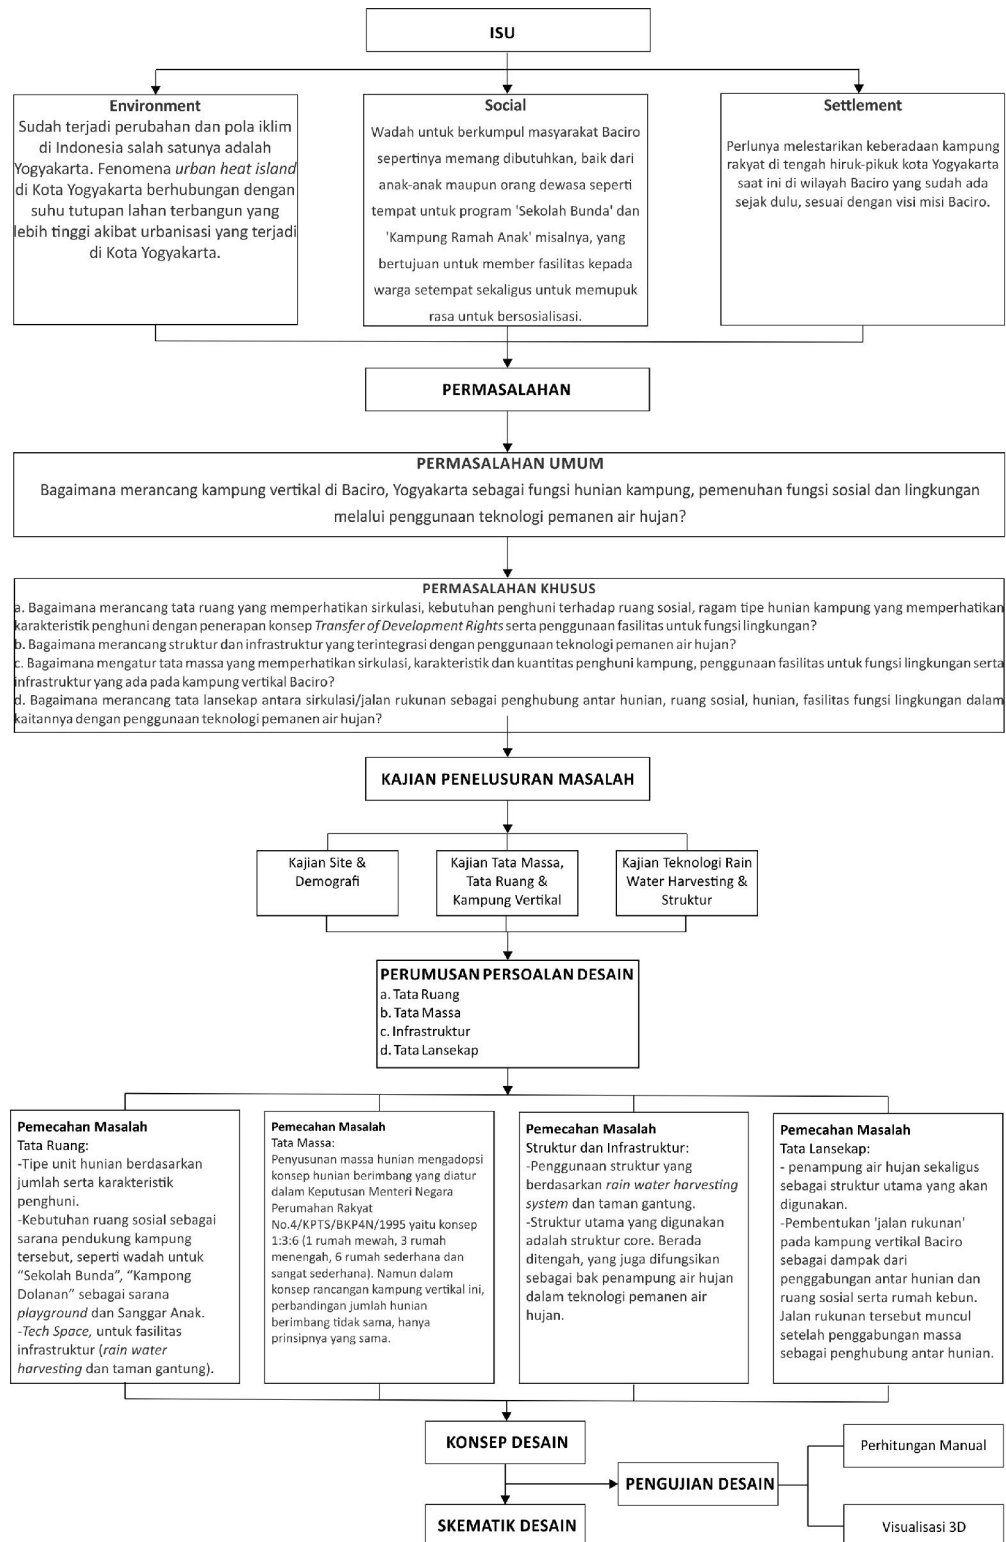 ISU
Environment
Sudah terjadi perubahan dan pola iklim
di Indonesia salah satunya adalah
Yogyakarta. Fenomena urban heat island
di Kota Yogyakarta berhubungan dengan
suhu tutupan lahan terbangun yang
lebih tinggi akibat urbanisasi yang terjadi
di Kota Yogyakarta.
Social
Wadah untuk berkumpul masyarakat Baciro
sepertinya memang dibutuhkan, baik dari
anak-anak maupun orang dewasa seperti
tempat untuk program 'Sekolah Bunda' dan
'Kampung Ramah Anak' misalnya, yang
bertujuan untuk member fasilitas kepada
warga setempat sekaligus untuk memupuk
rasa untuk bersosialisasi.
Settlement
Perlunya melestarikan keberadaan kampung
rakyat di tengah hiruk-pikuk kota Yogyakarta
saat ini di wilayah Baciro yang sudah ada
sejak dulu, sesuai dengan visi misi Baciro.
PERMASALAHAN
PERMASALAHAN UMUM
Bagaimana merancang kampung vertikal di Baciro, Yogyakarta sebagai fungsi hunian kampung, pemenuhan fungsi sosial dan lingkungan
melalui penggunaan teknologi pemanen air hujan?
PERMASALAHAN KHUSUS
a. Bagaimana merancang tata ruang yang memperhatikan sirkulasi, kebutuhan penghuni terhadap ruang sosial, ragam tipe hunian kampung yang memperhatikan
karakteristik penghuni dengan penerapan konsep Transfer of Development Rights serta penggunaan fasilitas untuk fungsi lingkungan?
b. Bagaimana merancang struktur dan infrastruktur yang terintegrasi dengan penggunaan teknologi pemanen air hujan?
c. Bagaimana mengatur tata massa yang memperhatikan sirkulasi, karakteristik dan kuantitas penghuni kampung, penggunaan fasilitas untuk fungsi lingkungan serta
infrastruktur yang ada pada kampung vertikal Baciro?
d. Bagaimana merancang tata lansekap antara sirkulasi/jalan rukunan sebagai penghubung antar hunian, ruang sosial, hunian, fasilitas fungsi lingkungan dalam
kaitannya dengan penggunaan teknologi pemanen air hujan?
KAJIAN PENELUSURAN MASALAH
Kajian Site &
Demografi
Kajian Tata Massa,
Tata Ruang &
Kampung Vertikal
Kajian Teknologi Rain
Water Harvesting &
Struktur
PERUMUSAN PERSOALAN DESAIN
a. Tata Ruang
b. Tata Massa
c. Infrastruktur
d. Tata Lansekap
Pemecahan Masalah
Tata Ruang:
-Tipe unit hunian berdasarkan
jumlah serta karakteristik
penghuni.
-Kebutuhan ruang sosial sebagai
sarana pendukung kampung
tersebut, seperti wadah untuk
“Sekolah Bunda”, “Kampong
Dolanan” sebagai sarana
playground dan Sanggar Anak.
-Tech Space, untuk fasilitas
infrastruktur (rain water
harvesting dan taman gantung).
Pemecahan Masalah
Tata Massa:
Penyusunan massa hunian mengadopsi
konsep hunian berimbang yang diatur
dalam Keputusan Menteri Negara
Perumahan Rakyat
No.4/KPTS/BKP4N/1995 yaitu konsep
1:3:6 (1 rumah mewah, 3 rumah
menengah, 6 rumah sederhana dan
sangat sederhana). Namun dalam
konsep rancangan kampung vertikal ini,
perbandingan jumlah hunian
berimbang tidak sama, hanya
prinsipnya yang sama.
Pemecahan Masalah
Struktur dan Infrastruktur:
-Penggunaan struktur yang
berdasarkan rain water harvesting
system dan taman gantung.
-Struktur utama yang digunakan
adalah struktur core. Berada
ditengah, yang juga difungsikan
sebagai bak penampung air hujan
dalam teknologi pemanen air
hujan.
Pemecahan Masalah
Tata Lansekap:
- penampung air hujan sekaligus
sebagai struktur utama yang akan
digunakan.
-Pembentukan 'jalan rukunan'
pada kampung vertikal Baciro
sebagai dampak dari
penggabungan antar hunian dan
ruang sosial serta rumah kebun.
Jalan rukunan tersebut muncul
setelah penggabungan massa
sebagai penghubung antar hunian.
KONSEP DESAIN
PENGUJIAN DESAIN
Perhitungan Manual
Visualisasi 3D
SKEMATIK DESAIN